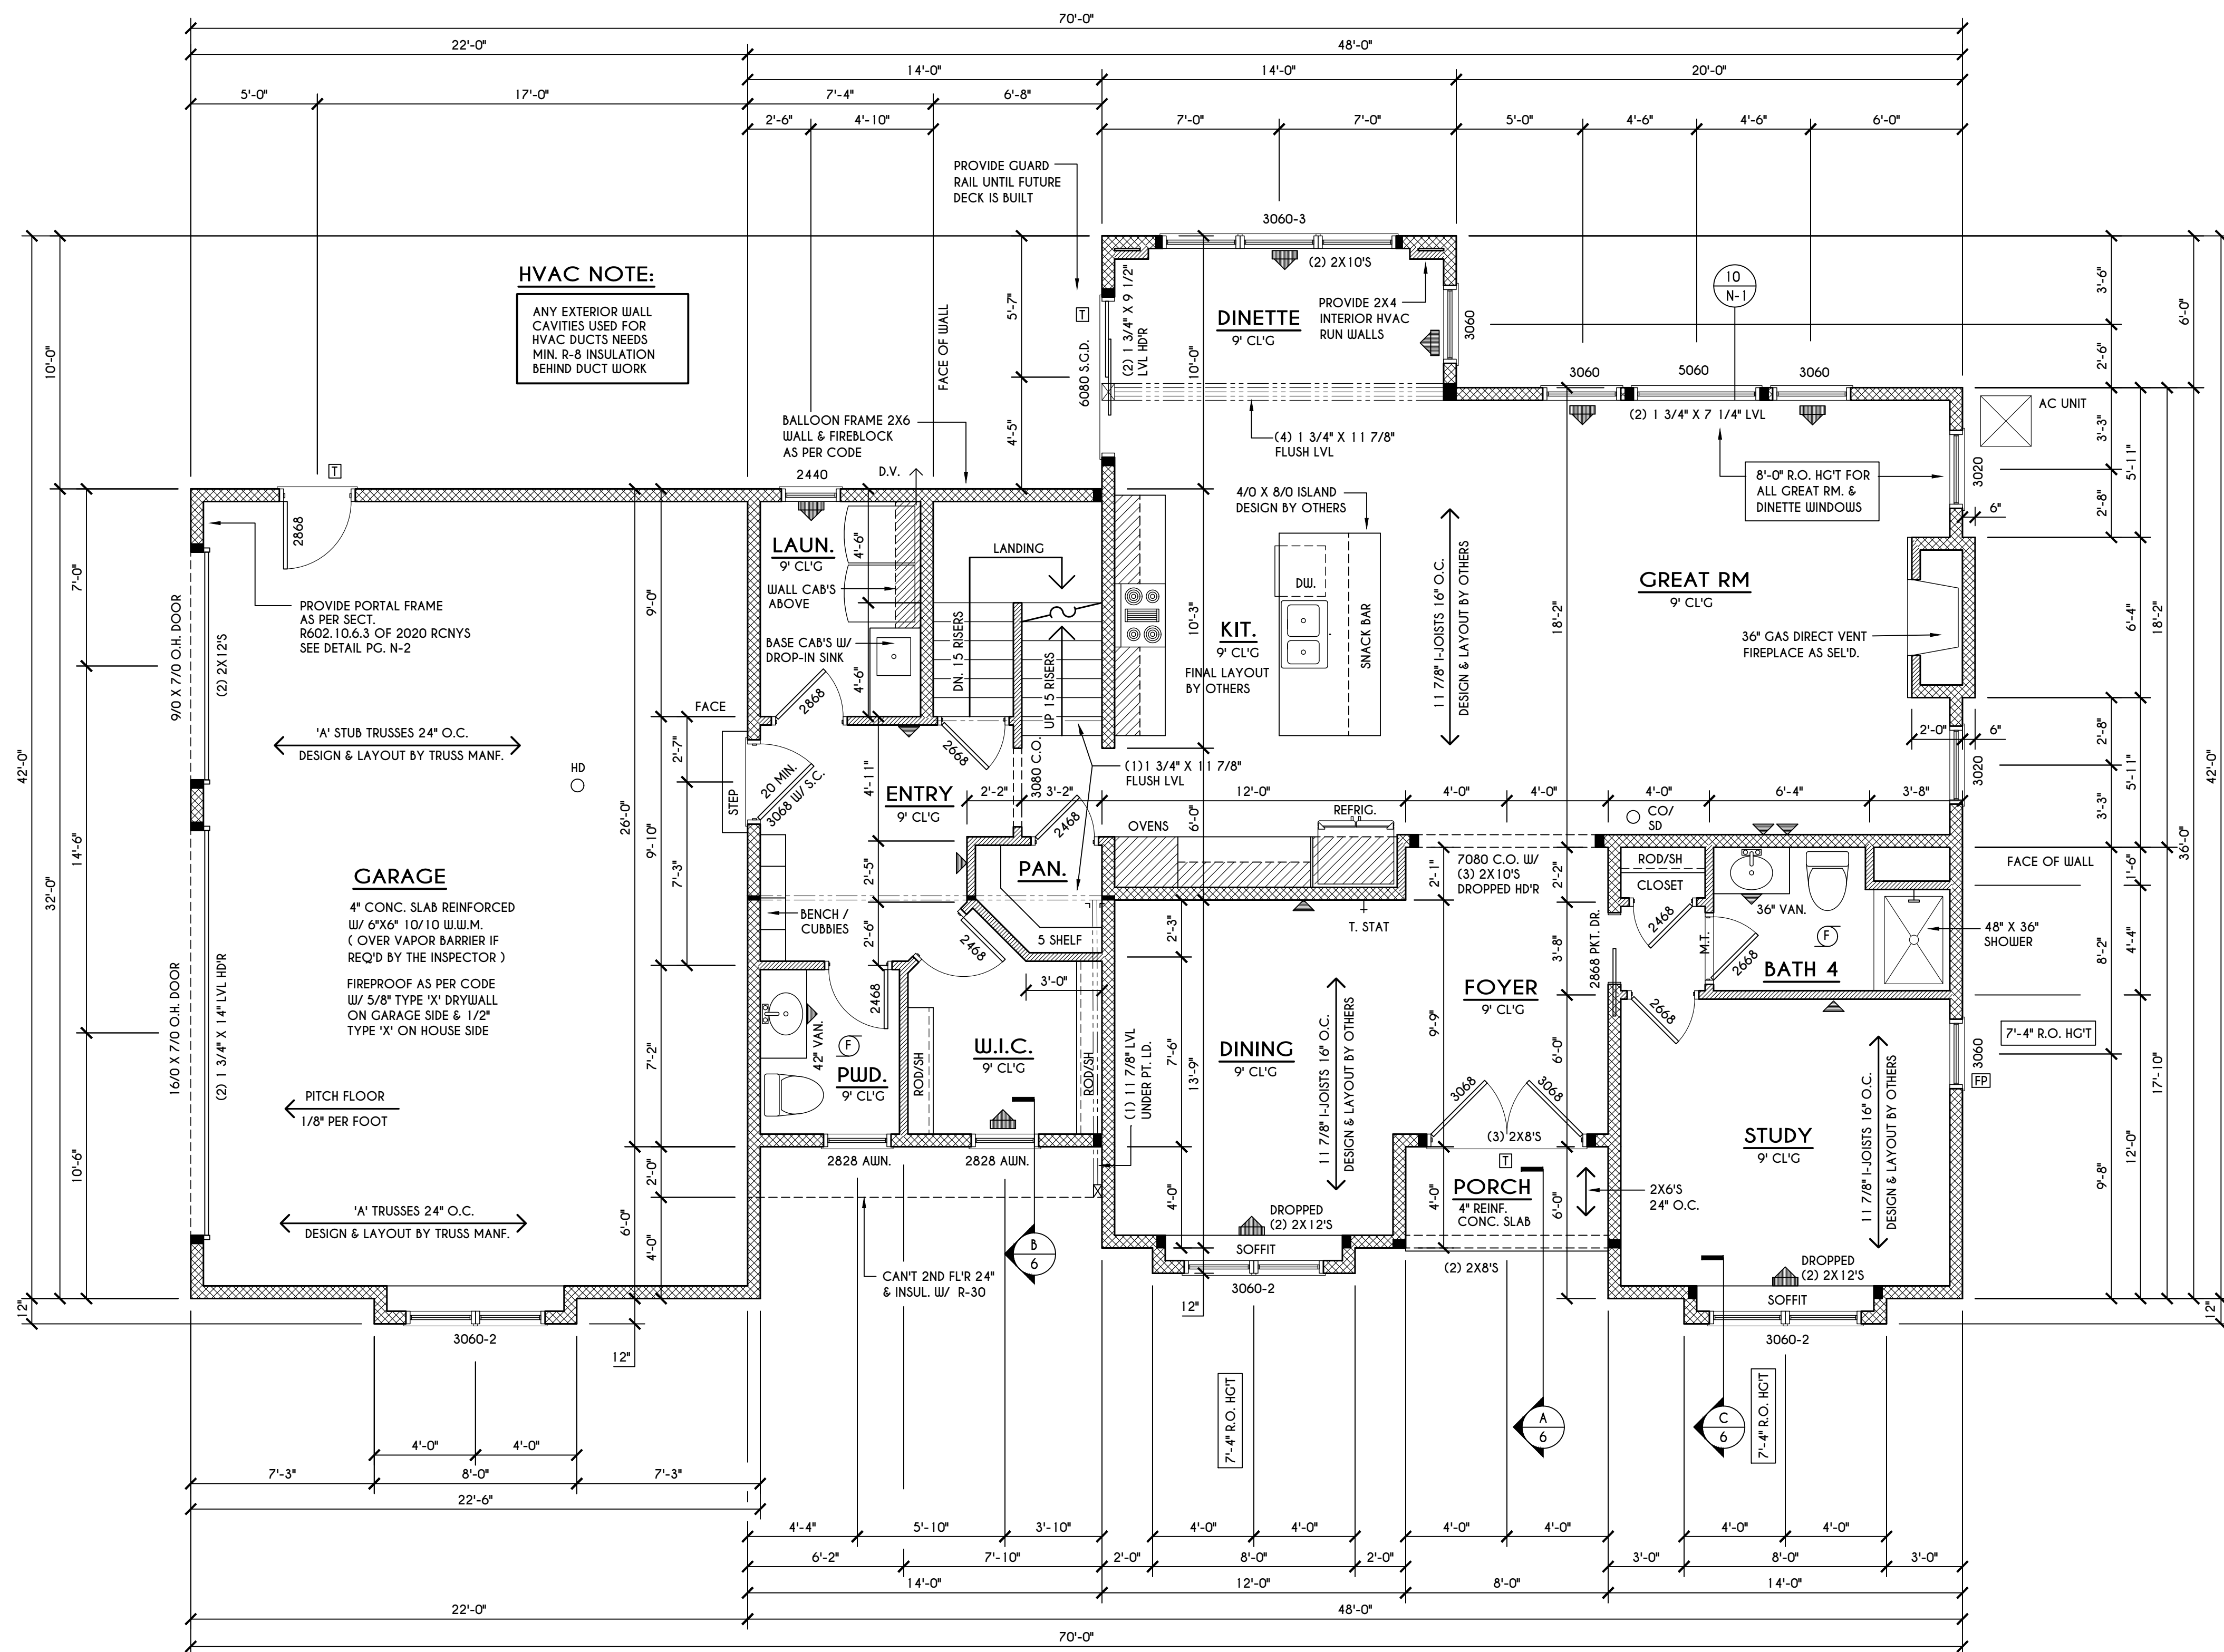 70'-0"
22'-0"
48'-0"
14'-0"
14'-0"
20'-0"
5'-0"
17'-0"
7'-4"
6'-8"
2'-6"
4'-10"
7'-0"
7'-0"
5'-0"
4'-6"
4'-6"
6'-0"
PROVIDE GUARD
RAIL UNTIL FUTURE
DECK IS BUILT
3060-3
(2) 2X10'S
HVAC NOTE:
ANY EXTERIOR WALL
CAVITIES USED FOR
HVAC DUCTS NEEDS
MIN. R-8 INSULATION
BEHIND DUCT WORK
FACE OF WALL
5'-7"
4'-5"
T
6080 S.G.D.
(2) 1 3/4" X 9 1/2"
LVL HD'R
10'-0"
DINETTE
9' CL'G
PROVIDE 2X4
INTERIOR HVAC
RUN WALLS
3060
10
N-1
3'-6"
2'-6"
6'-0"
10'-0"
42'-0"
32'-0"
12"
7'-0"
14'-6"
10'-6"
BALLOON FRAME 2X6
WALL & FIREBLOCK
AS PER CODE
2440
D.V.
(4) 1 3/4" X 11 7/8"
FLUSH LVL
3060
5060
3060
(2) 1 3/4" X 7 1/4" LVL
AC UNIT
8'-0" R.O. HG'T FOR
ALL GREAT RM. &
DINETTE WINDOWS
3020
6"
3'-3"
2'-8"
5'-11"
6'-4"
18'-2"
2'-8"
3'-3"
5'-11"
36'-0"
42'-0"
T
2868
PROVIDE PORTAL FRAME
AS PER SECT.
R602.10.6.3 OF 2020 RCNYS
SEE DETAIL PG. N-2
9/0 X 7/0 O.H. DOOR
(2) 2X12'S
'A' STUB TRUSSES 24" O.C.
DESIGN & LAYOUT BY TRUSS MANF.
HD
26'-0"
9'-0"
9'-10"
7'-2"
2'-7"
7'-3"
FACE
STEP
LAUN.
9' CL'G
WALL CAB'S
ABOVE
BASE CAB'S W/
DROP-IN SINK
4'-6"
4'-6"
2868
LANDING
DN. 15 RISERS
UP 15 RISERS
2668
4/0 X 8/0 ISLAND
DESIGN BY OTHERS
DW.
SNACK BAR
KIT.
9' CL'G
FINAL LAYOUT
BY OTHERS
10'-3"
11 7/8" I-JOISTS 16" O.C.
DESIGN & LAYOUT BY OTHERS
18'-2"
GREAT RM
9' CL'G
36" GAS DIRECT VENT
FIREPLACE AS SEL'D.
2'-0"
6"
3020
20 MIN.
3068 W/ S.C.
ENTRY
9' CL'G
4'-11"
2'-2"
3'-2"
3080 C.O.
(1)1 3/4" X 11 7/8"
FLUSH LVL
12'-0"
4'-0"
4'-0"
4'-0"
6'-4"
3'-8"
6'-0"
OVENS
REFRIG.
CO/
SD
2468
PAN.
5 SHELF
2'-5"
2'-6"
BENCH /
CUBBIES
2468
3'-0"
GARAGE
4" CONC. SLAB REINFORCED
W/ 6"X6" 10/10 W.W.M.
( OVER VAPOR BARRIER IF
REQ'D BY THE INSPECTOR )
FIREPROOF AS PER CODE
W/ 5/8" TYPE 'X' DRYWALL
ON GARAGE SIDE & 1/2"
TYPE 'X' ON HOUSE SIDE
16/0 X 7/0 O.H. DOOR
(2) 1 3/4" X 14" LVL HD'R
PITCH FLOOR
1/8" PER FOOT
'A' TRUSSES 24" O.C.
DESIGN & LAYOUT BY TRUSS MANF.
2468
42" VAN.
F
PWD.
9' CL'G
W.I.C.
9' CL'G
ROD/SH
ROD/SH
(1) 11 7/8" LVL
UNDER PT. LD.
2'-3"
7'-6"
13'-9"
4'-0"
DINING
9' CL'G
T. STAT
11 7/8" I-JOISTS 16" O.C.
DESIGN & LAYOUT BY OTHERS
7080 C.O. W/
(3) 2X10'S
DROPPED HD'R
2'-1"
9'-9"
4'-0"
2'-2"
3'-8"
6'-0"
6'-0"
FOYER
9' CL'G
3068
3068
(3) 2X8'S
T
PORCH
4" REINF.
CONC. SLAB
2X6'S
24" O.C.
(2) 2X8'S
2868 PKT. DR.
ROD/SH
CLOSET
2468
M.T.
36" VAN.
F
2668
BATH 4
2668
48" X 36"
SHOWER
FACE OF WALL
1'-6"
4'-4"
8'-2"
12'-0"
9'-8"
17'-10"
12"
7'-4" R.O. HG'T
3060
FP
STUDY
9' CL'G
11 7/8" I-JOISTS 16" O.C.
DESIGN & LAYOUT BY OTHERS
DROPPED
(2) 2X12'S
SOFFIT
3060-2
2828 AWN.
2828 AWN.
2'-0"
4'-0"
6'-0"
12"
B
6
CAN'T 2ND FL'R 24"
& INSUL. W/ R-30
DROPPED
(2) 2X12'S
SOFFIT
3060-2
12"
3060-2
7'-4" R.O. HG'T
A
6
C
6
7'-4" R.O. HG'T
4'-0"
4'-0"
7'-3"
8'-0"
7'-3"
22'-6"
4'-4"
5'-10"
3'-10"
4'-0"
4'-0"
4'-0"
4'-0"
4'-0"
4'-0"
6'-2"
7'-10"
2'-0"
8'-0"
2'-0"
3'-0"
8'-0"
3'-0"
14'-0"
12'-0"
8'-0"
14'-0"
22'-0"
48'-0"
70'-0"